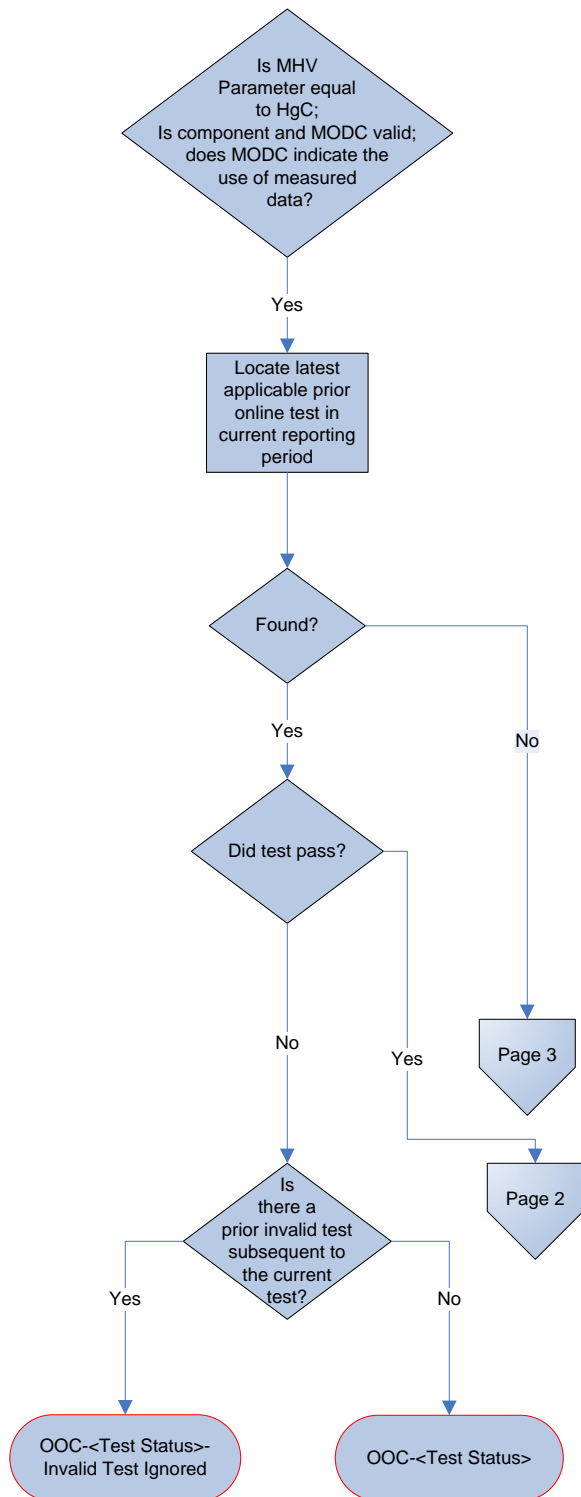 Is MHV
Parameter equal
to HgC;
Is component and MODC valid;
does MODC indicate the
use of measured
data?
Yes
Locate latest
applicable prior
online test in
current reporting
period
Found?
Yes
No
Did test pass?
No
Yes
Page 3
Page 2
Is
there a
prior invalid test
subsequent to
the current
test?
Yes
No
OOC-<Test Status>-
Invalid Test Ignored
OOC-<Test Status>